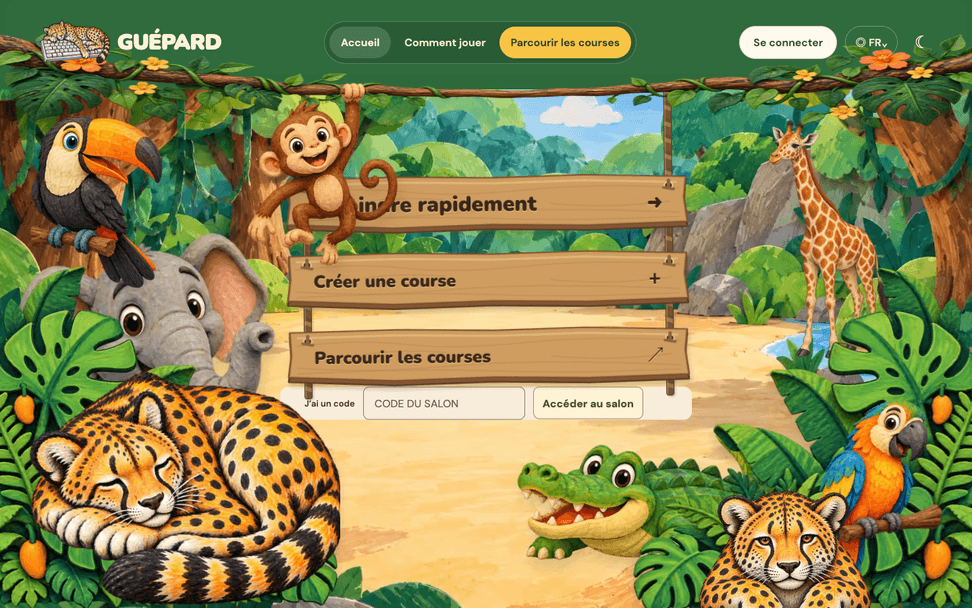 GUÉPARD
Accueil
Comment jouer
Parcourir les courses
Se connecter
FR
rapidement
Créer une course
Parcourir les courses
J'ai un code
CODE DU SALON
Accéder au salon